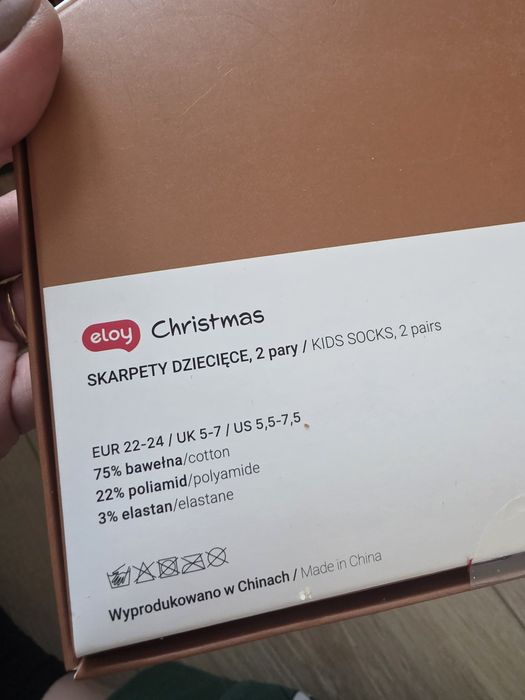 eloy Christmas
SKARPETY DZIECIĘCE, 2 pary / KIDS SOCKS, 2 pairs
EUR 22-24 / UK 5-7 / US 5,5-7,5
75% bawełna/cotton
22% poliamid/polyamide
3% elastan/elastane
Wyprodukowano w Chinach / Made in China